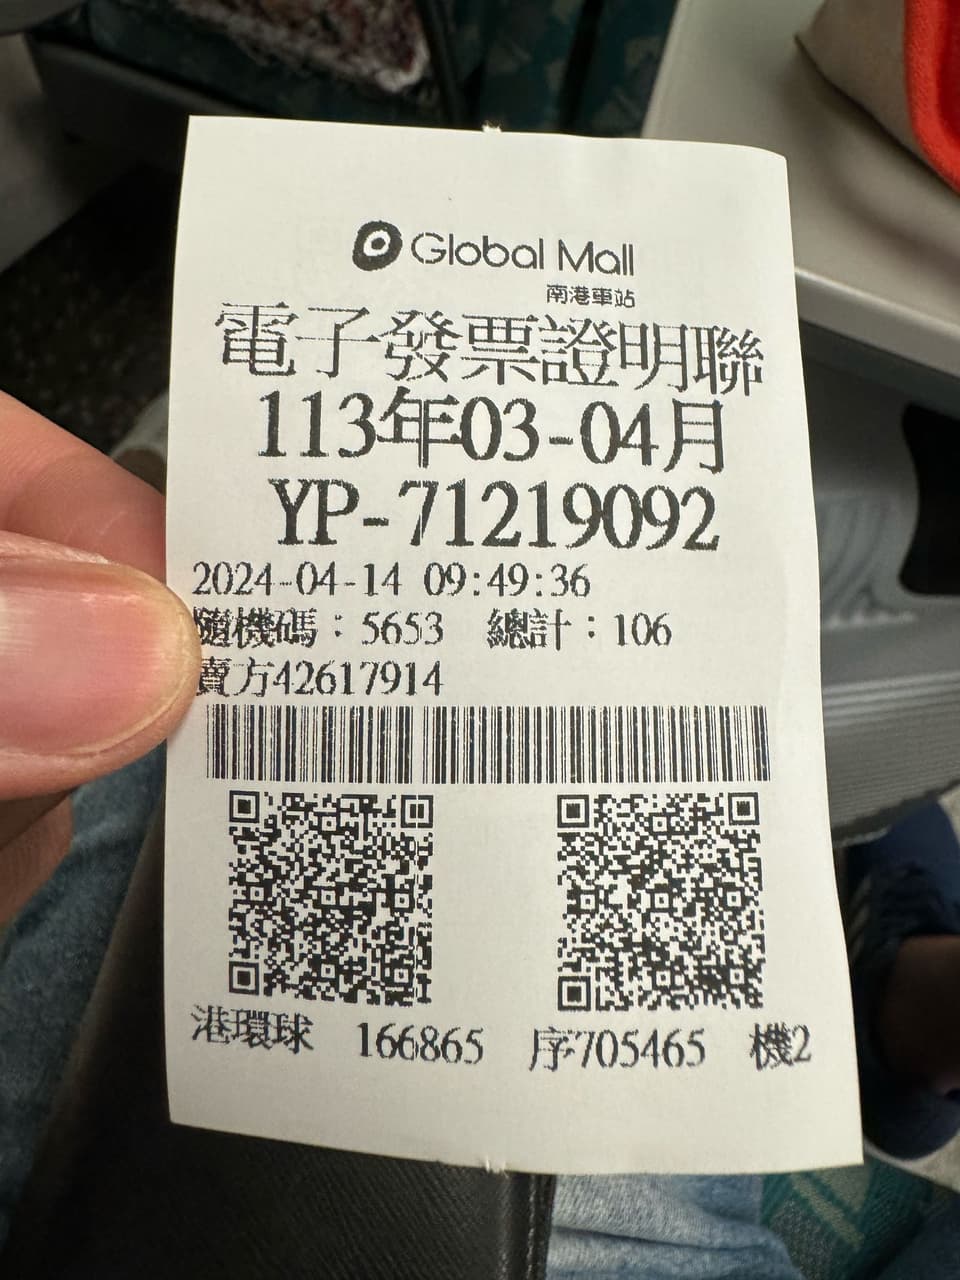 Global Mall
南港車站
電子發票證明聯
113年03-04月
YP-71219092
2024-04-14 09:49:36
隨機碼：5653 總計：106
賣方42617914
港環球 166865 序705465 機2